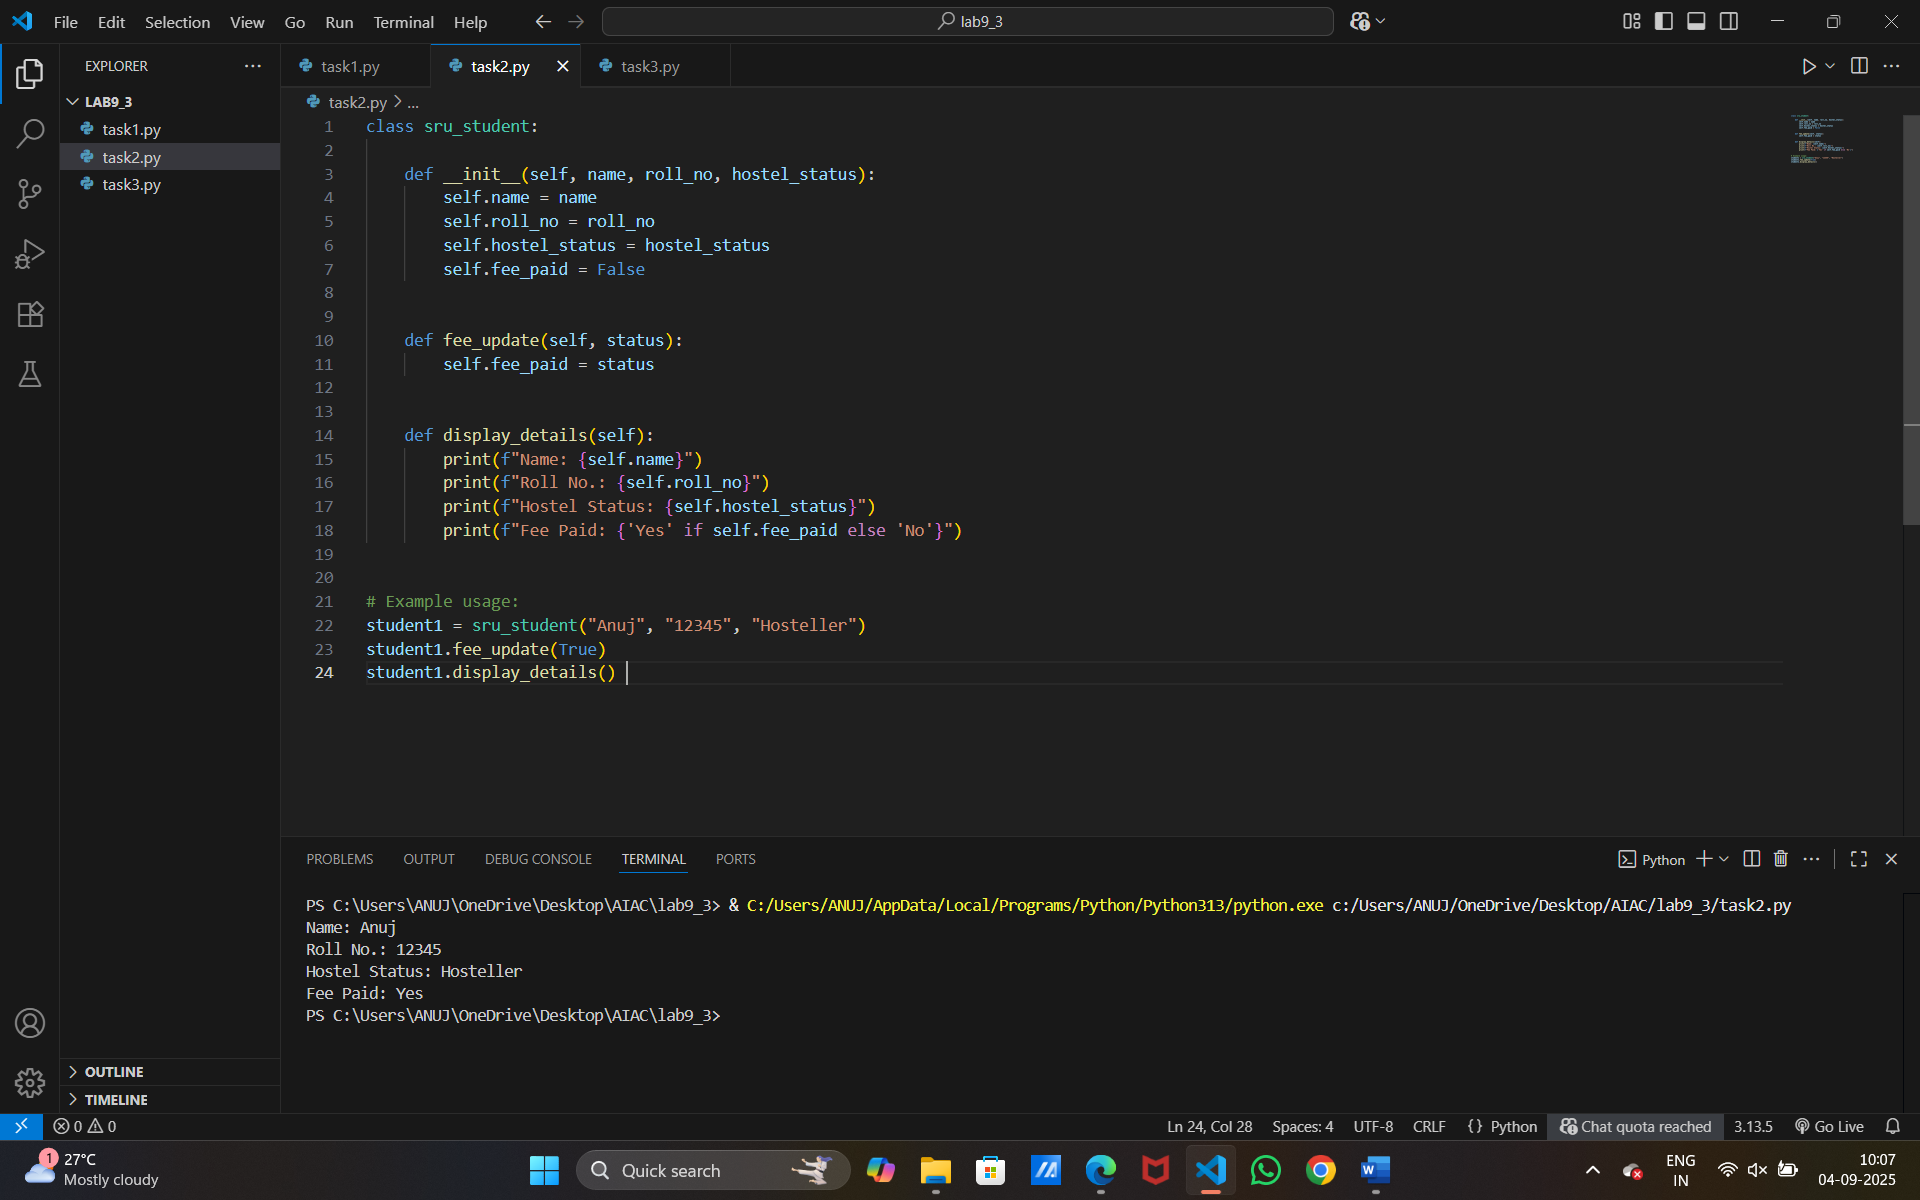 File Edit Selection View Go Run Terminal Help
lab9_3
EXPLORER
task1.py
task2.py
task3.py
LAB9_3
task1.py
task2.py
task3.py
task2.py > ...
1 class sru_student:
2
3     def __init__(self, name, roll_no, hostel_status):
4         self.name = name
5         self.roll_no = roll_no
6         self.hostel_status = hostel_status
7         self.fee_paid = False
8
9
10     def fee_update(self, status):
11         self.fee_paid = status
12
13
14     def display_details(self):
15         print(f"Name: {self.name}")
16         print(f"Roll No.: {self.roll_no}")
17         print(f"Hostel Status: {self.hostel_status}")
18         print(f"Fee Paid: {'Yes' if self.fee_paid else 'No'}")
19
20
21 # Example usage:
22 student1 = sru_student("Anuj", "12345", "Hosteller")
23 student1.fee_update(True)
24 student1.display_details()
PROBLEMS OUTPUT DEBUG CONSOLE TERMINAL PORTS
Python
PS C:\Users\ANUJ\OneDrive\Desktop\AIAC\lab9_3> & C:/Users/ANUJ/AppData/Local/Programs/Python/Python313/python.exe c:/Users/ANUJ/OneDrive/Desktop/AIAC/lab9_3/task2.py
Name: Anuj
Roll No.: 12345
Hostel Status: Hosteller
Fee Paid: Yes
PS C:\Users\ANUJ\OneDrive\Desktop\AIAC\lab9_3>
OUTLINE
TIMELINE
0 0
Ln 24, Col 28 Spaces: 4 UTF-8 CRLF {} Python Chat quota reached 3.13.5 Go Live
1
27°C
Mostly cloudy
Quick search
ENG
IN
10:07
04-09-2025